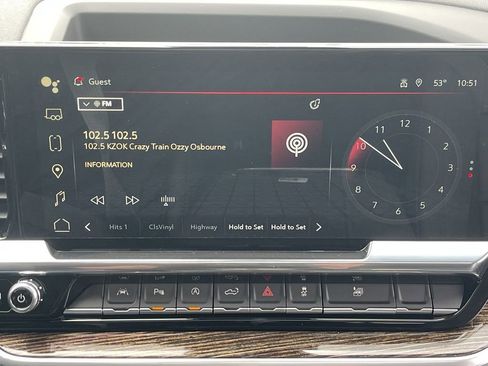 Guest
53° 10:51
FM
102.5 102.5
102.5 KZOK Crazy Train Ozzy Osbourne
INFORMATION
Hits 1 ClsVinyl Highway Hold to Set Hold to Set
12
11 1
10 2
9 3
8 4
7 5
6